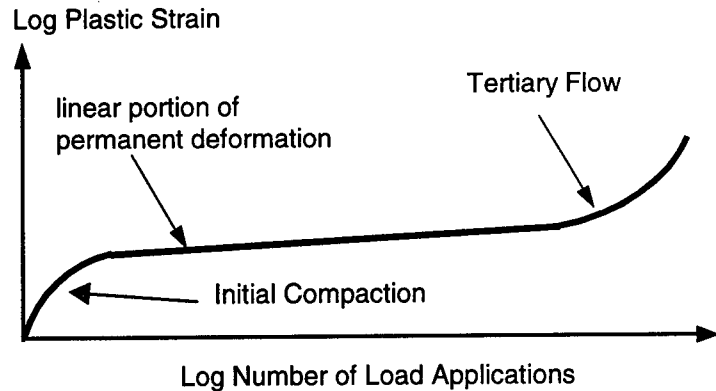 Log Plastic Strain
linear portion of
permanent deformation
Tertiary Flow
Initial Compaction
Log Number of Load Applications